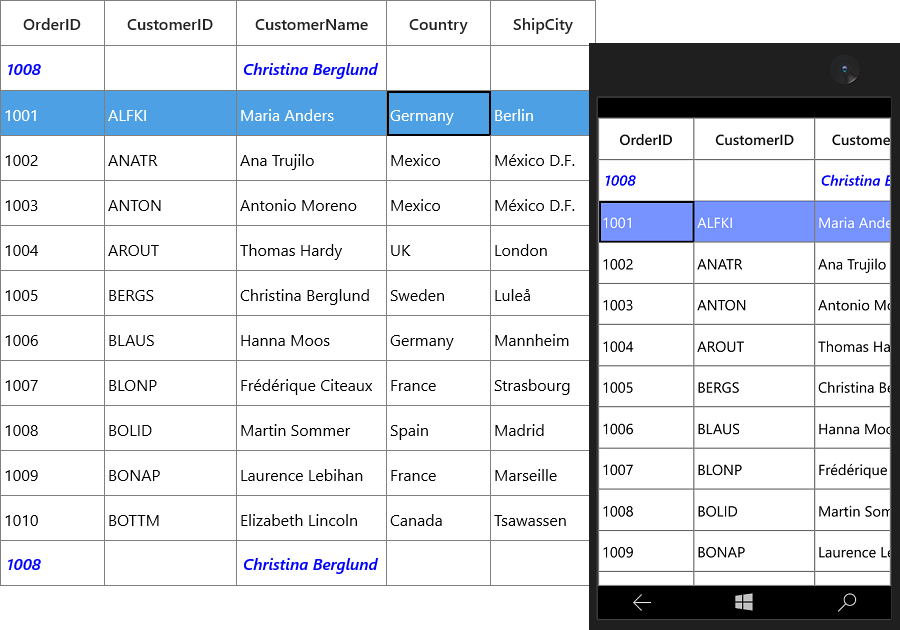 OrderID CustomerID CustomerName Country ShipCity
1008 Christina Berglund
1001 ALFKI Maria Anders Germany Berlin
1002 ANATR Ana Trujilo Mexico México D.F.
1003 ANTON Antonio Moreno Mexico México D.F.
1004 AROUT Thomas Hardy UK London
1005 BERGS Christina Berglund Sweden Luleå
1006 BLAUS Hanna Moos Germany Mannheim
1007 BLONP Frédérique Citeaux France Strasbourg
1008 BOLID Martin Sommer Spain Madrid
1009 BONAP Laurence Lebihan France Marseille
1010 BOTTM Elizabeth Lincoln Canada Tsawassen
1008 Christina Berglund
OrderID CustomerID Custome
1008 Christina
1001 ALFKI Maria Ande
1002 ANATR Ana Trujilo
1003 ANTON Antonio
1004 AROUT Thomas Ha
1005 BERGS Christina
1006 BLAUS Hanna
1007 BLONP Frédérique
1008 BOLID Martin
1009 BONAP Laurence